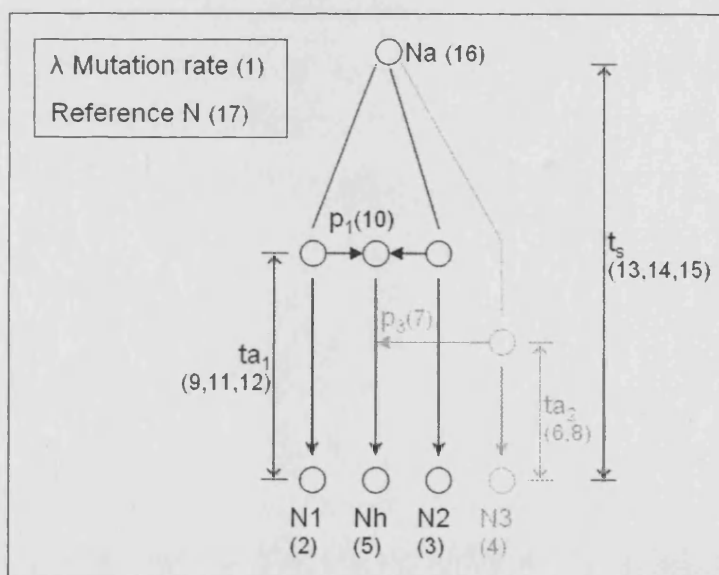 λ Mutation rate (1)
Reference N (17)
Na (16)
p₁(10)
tₛ
(13,14,15)
p₃(7)
ta₁
(9,11,12)
ta₂
(6,8)
N1 Nh N2 N3
(2) (5) (3) (4)